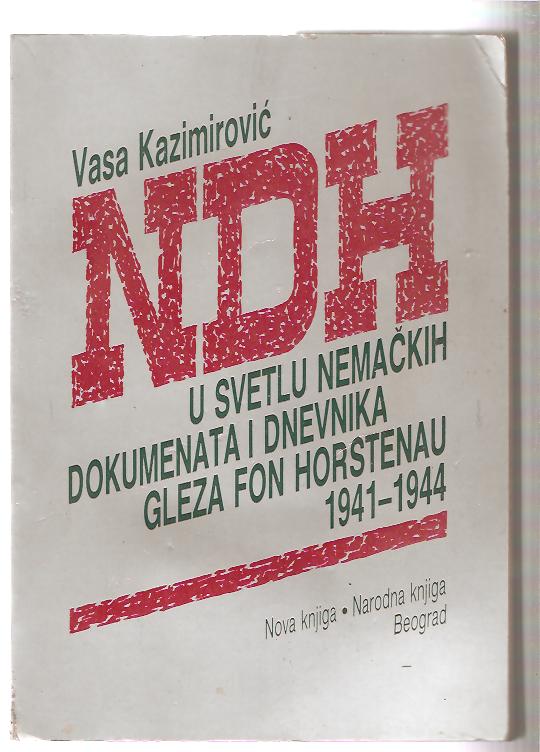 Vasa Kazimirović
NDH
U SVETLU NEMAČKIH
DOKUMENATA I DNEVNIKA
GLEZA FON HORSTENAU
1941–1944
Nova knjiga • Narodna knjiga
Beograd